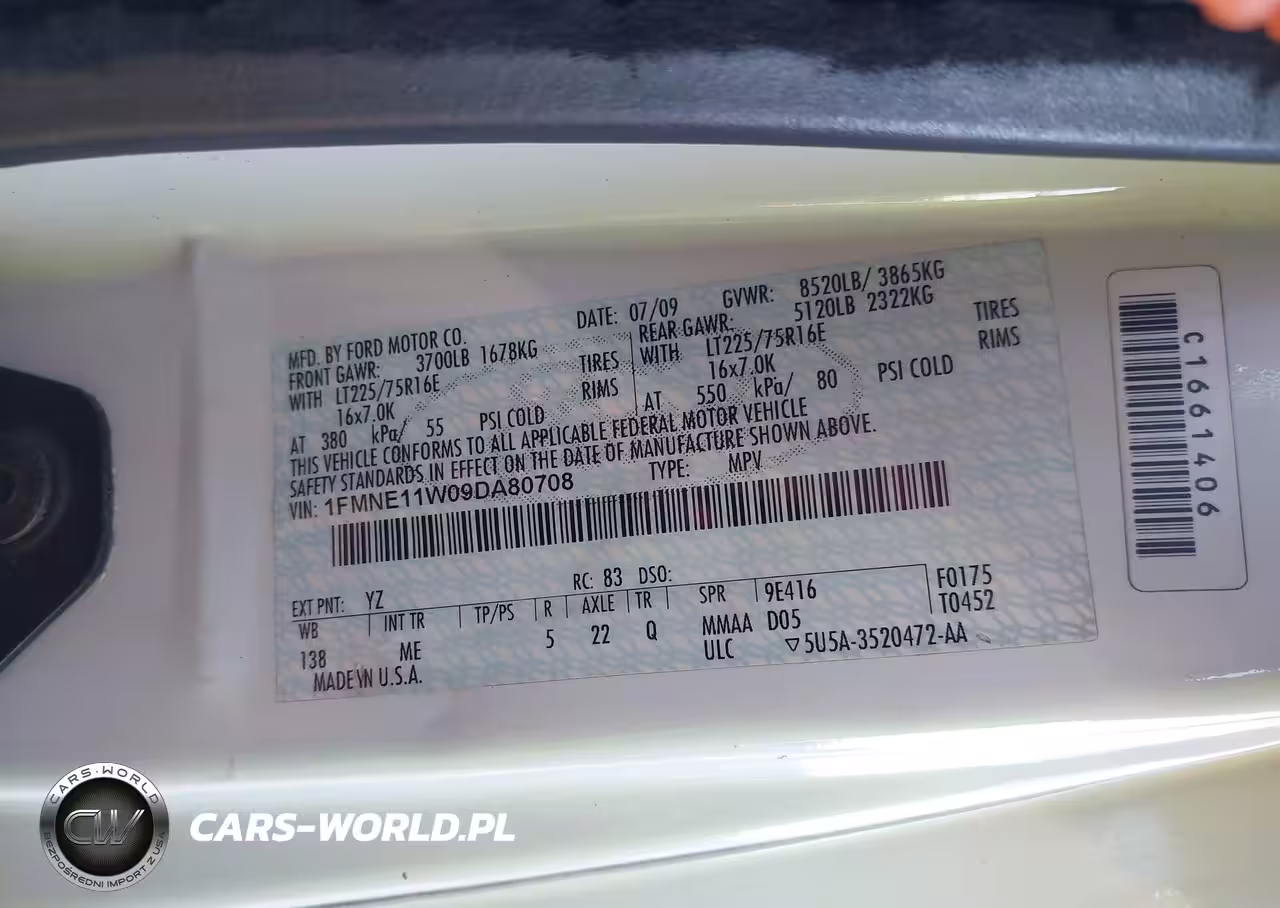 MFD. BY FORD MOTOR CO.
DATE: 07/09
GVWR: 8520LB/ 3865KG
FRONT GAWR: 3700LB 1678KG
WITH LT225/75R16E TIRES
16x7.0K RIMS
AT 380 kPa/ 55 PSI COLD
REAR GAWR: 5120LB 2322KG
WITH LT225/75R16E TIRES
16x7.0K RIMS
AT 550 kPa/ 80 PSI COLD
THIS VEHICLE CONFORMS TO ALL APPLICABLE FEDERAL MOTOR VEHICLE
SAFETY STANDARDS IN EFFECT ON THE DATE OF MANUFACTURE SHOWN ABOVE.
VIN: 1FMNE11W09DA80708
TYPE: MPV
EXT PNT: YZ
RC: 83 DSO:
WB INT TR TP/PS R AXLE TR SPR 9E416 F0175
138 ME 5 22 Q MMAA D05 T0452
MADE IN U.S.A.
ULC ▽5U5A-3520472-AA
C1661406
CARS-WORLD
CW
BEZPOŚREDNI IMPORT Z USA
CARS-WORLD.PL